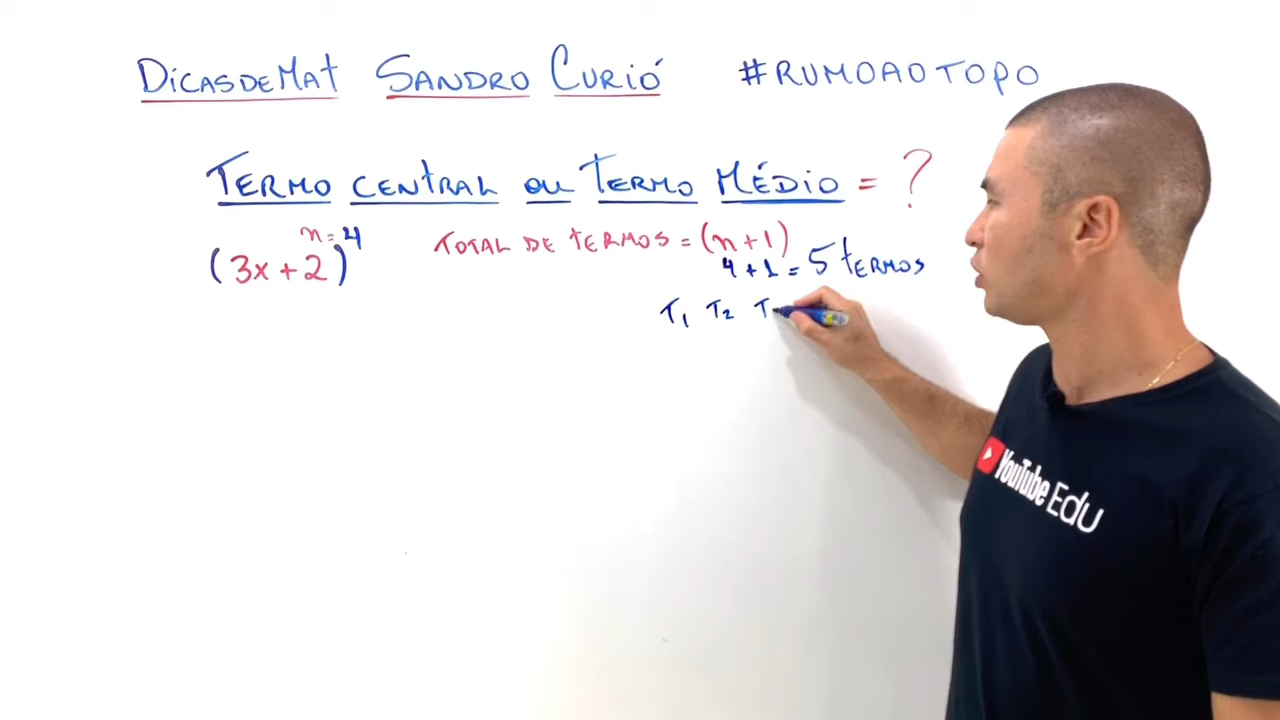 DicasdeMat Sandro Curió #RUMOAOTOPO
Termo central ou Termo Médio = ?
n = 4
(3x + 2)
Total de termos = (n + 1)
4 + 1 = 5 termos
T1 T2 T
YouTube Edu